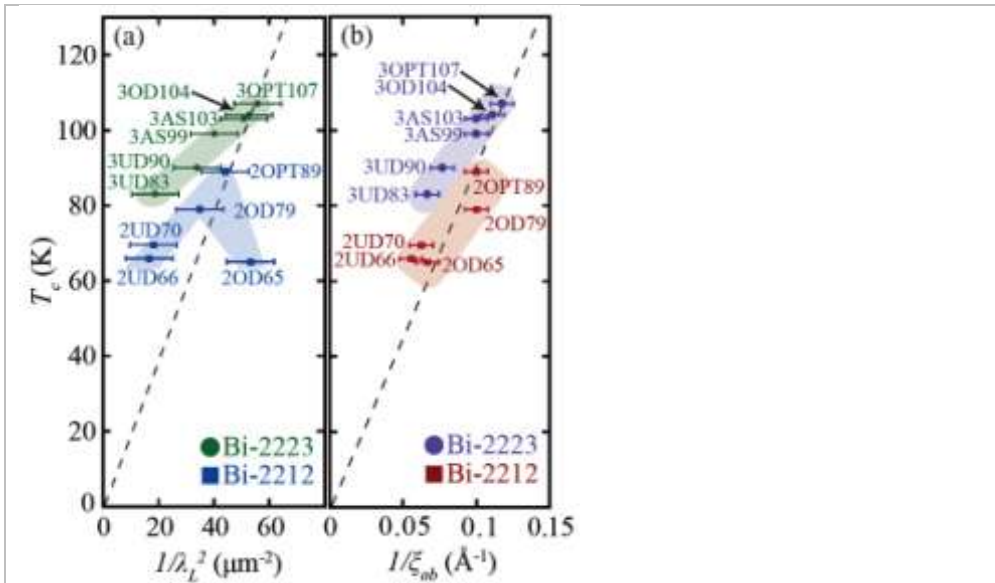 (a)
120
100
80
60
40
20
0
T_c (K)
3OD104
3OPT107
3AS103
3AS99
3UD90
3UD83
2OPT89
2OD79
2UD70
2UD66
2OD65
Bi-2223
Bi-2212
0 20 40 60
1/λ_L² (μm⁻²)
(b)
3OPT107
3OD104
3AS103
3AS99
3UD90
3UD83
2OPT89
2OD79
2UD70
2UD66
2OD65
Bi-2223
Bi-2212
0 0.05 0.1 0.15
1/ξ_ab (Å⁻¹)